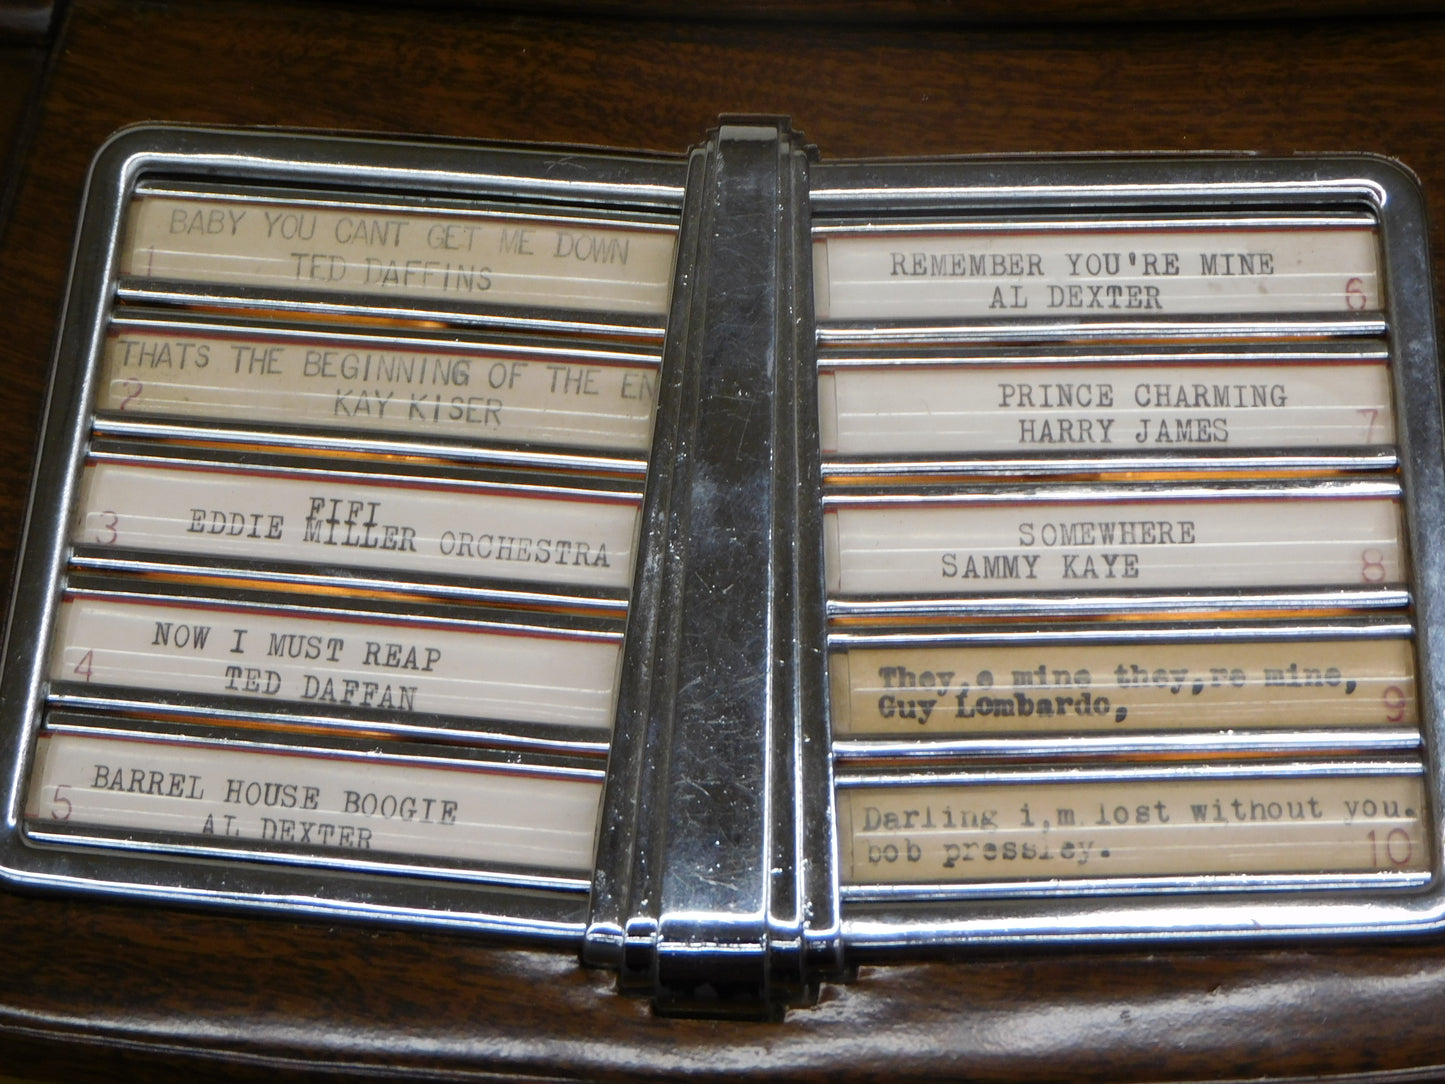 BABY YOU CANT GET ME DOWN
TED DAFFINS
1
THATS THE BEGINNING OF THE EN
KAY KISER
2
FIFI
EDDIE MILLER ORCHESTRA
3
NOW I MUST REAP
TED DAFFAN
4
BARREL HOUSE BOOGIE
AL DEXTER
5
REMEMBER YOU'RE MINE
AL DEXTER
6
PRINCE CHARMING
HARRY JAMES
7
SOMEWHERE
SAMMY KAYE
8
They,e mine they,re mine,
Guy Lombardo,
9
Darling i,m lost without you.
bob pressley.
10